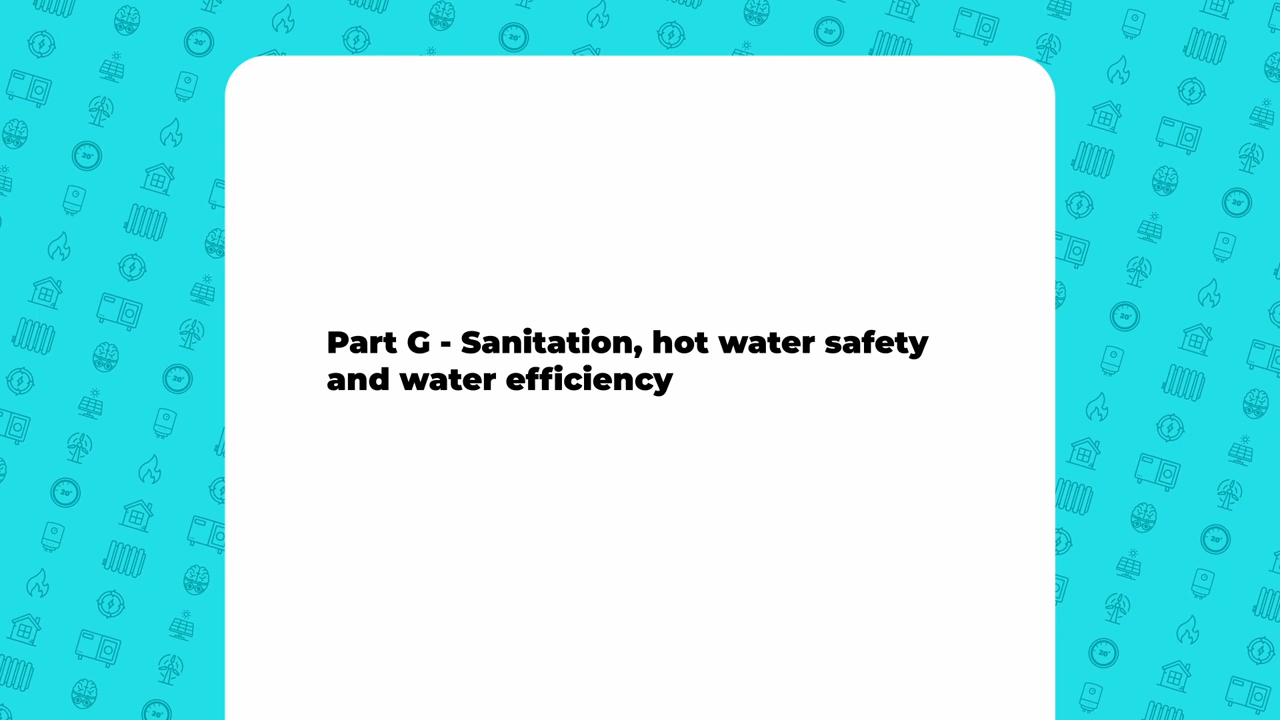 Part G - Sanitation, hot water safety
and water efficiency